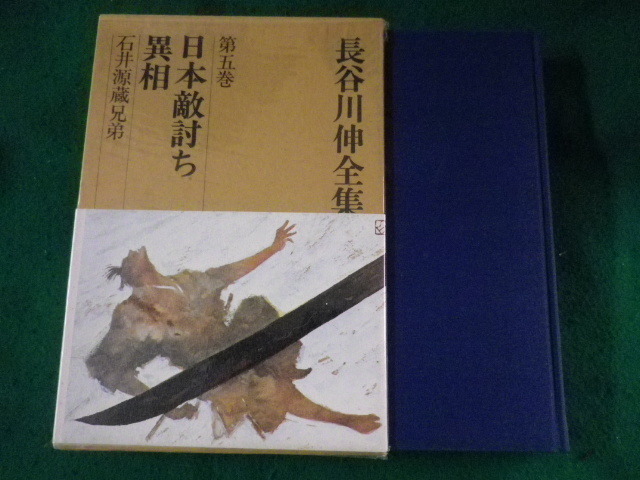 長谷川伸全集
第五巻
日本敵討ち
異相
石井源蔵兄弟